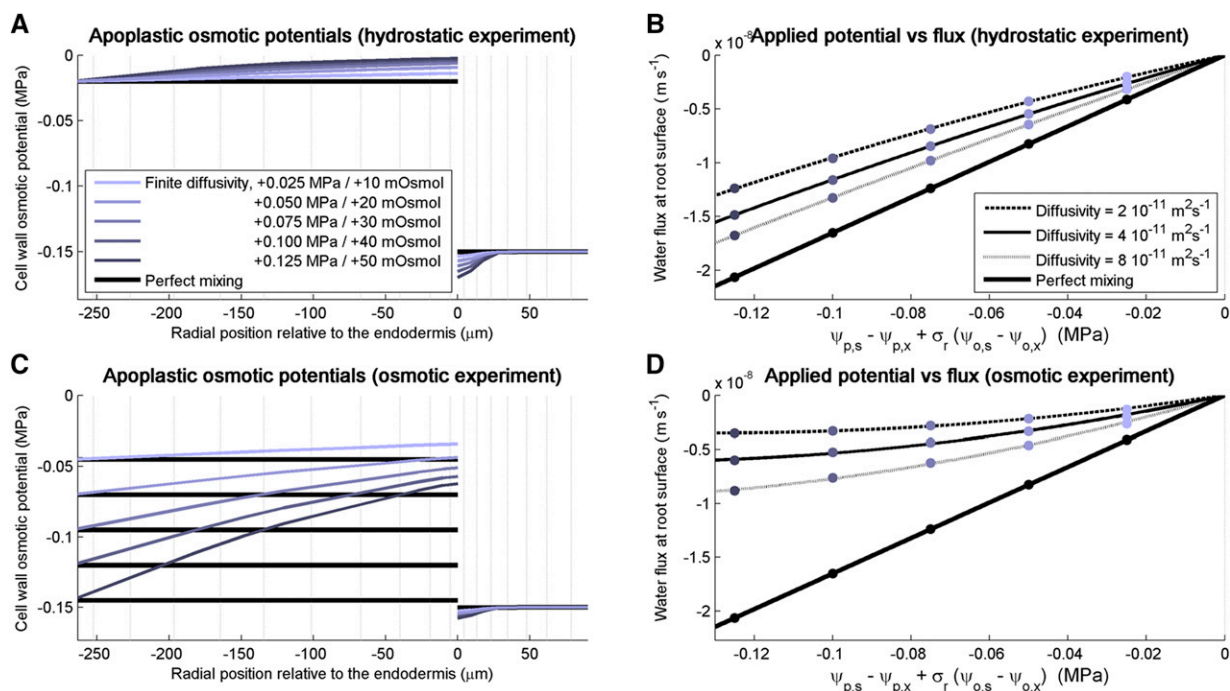 A
Apoplastic osmotic potentials (hydrostatic experiment)
Cell wall osmotic potential (MPa)
0
-0.05
-0.1
-0.15
Finite diffusivity, +0.025 MPa / +10 mOsmol
+0.050 MPa / +20 mOsmol
+0.075 MPa / +30 mOsmol
+0.100 MPa / +40 mOsmol
+0.125 MPa / +50 mOsmol
Perfect mixing
-250 -200 -150 -100 -50 0 50
Radial position relative to the endodermis (μm)
B
x 10⁻⁸ Applied potential vs flux (hydrostatic experiment)
Water flux at root surface (m s⁻¹)
0
-0.5
-1
-1.5
-2
Diffusivity = 2 10⁻¹¹ m²s⁻¹
Diffusivity = 4 10⁻¹¹ m²s⁻¹
Diffusivity = 8 10⁻¹¹ m²s⁻¹
Perfect mixing
-0.12 -0.1 -0.08 -0.06 -0.04 -0.02 0
ψp,s - ψp,x + σr (ψo,s - ψo,x) (MPa)
C
Apoplastic osmotic potentials (osmotic experiment)
Cell wall osmotic potential (MPa)
0
-0.05
-0.1
-0.15
-250 -200 -150 -100 -50 0 50
Radial position relative to the endodermis (μm)
D
x 10⁻⁸ Applied potential vs flux (osmotic experiment)
Water flux at root surface (m s⁻¹)
0
-0.5
-1
-1.5
-2
-0.12 -0.1 -0.08 -0.06 -0.04 -0.02 0
ψp,s - ψp,x + σr (ψo,s - ψo,x) (MPa)